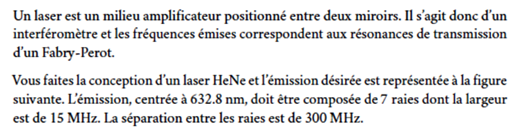 Un laser est un milieu amplificateur positionné entre deux miroirs. Il s'agit donc d'un
interféromètre et les fréquences émises correspondent aux résonances de transmission
d'un Fabry-Perot.
Vous faites la conception d'un laser HeNe et l'émission désirée est représentée à la figure
suivante. L'émission, centrée à 632.8 nm, doit être composée de 7 raies dont la largeur
est de 15 MHz. La séparation entre les raies est de 300 MHz.